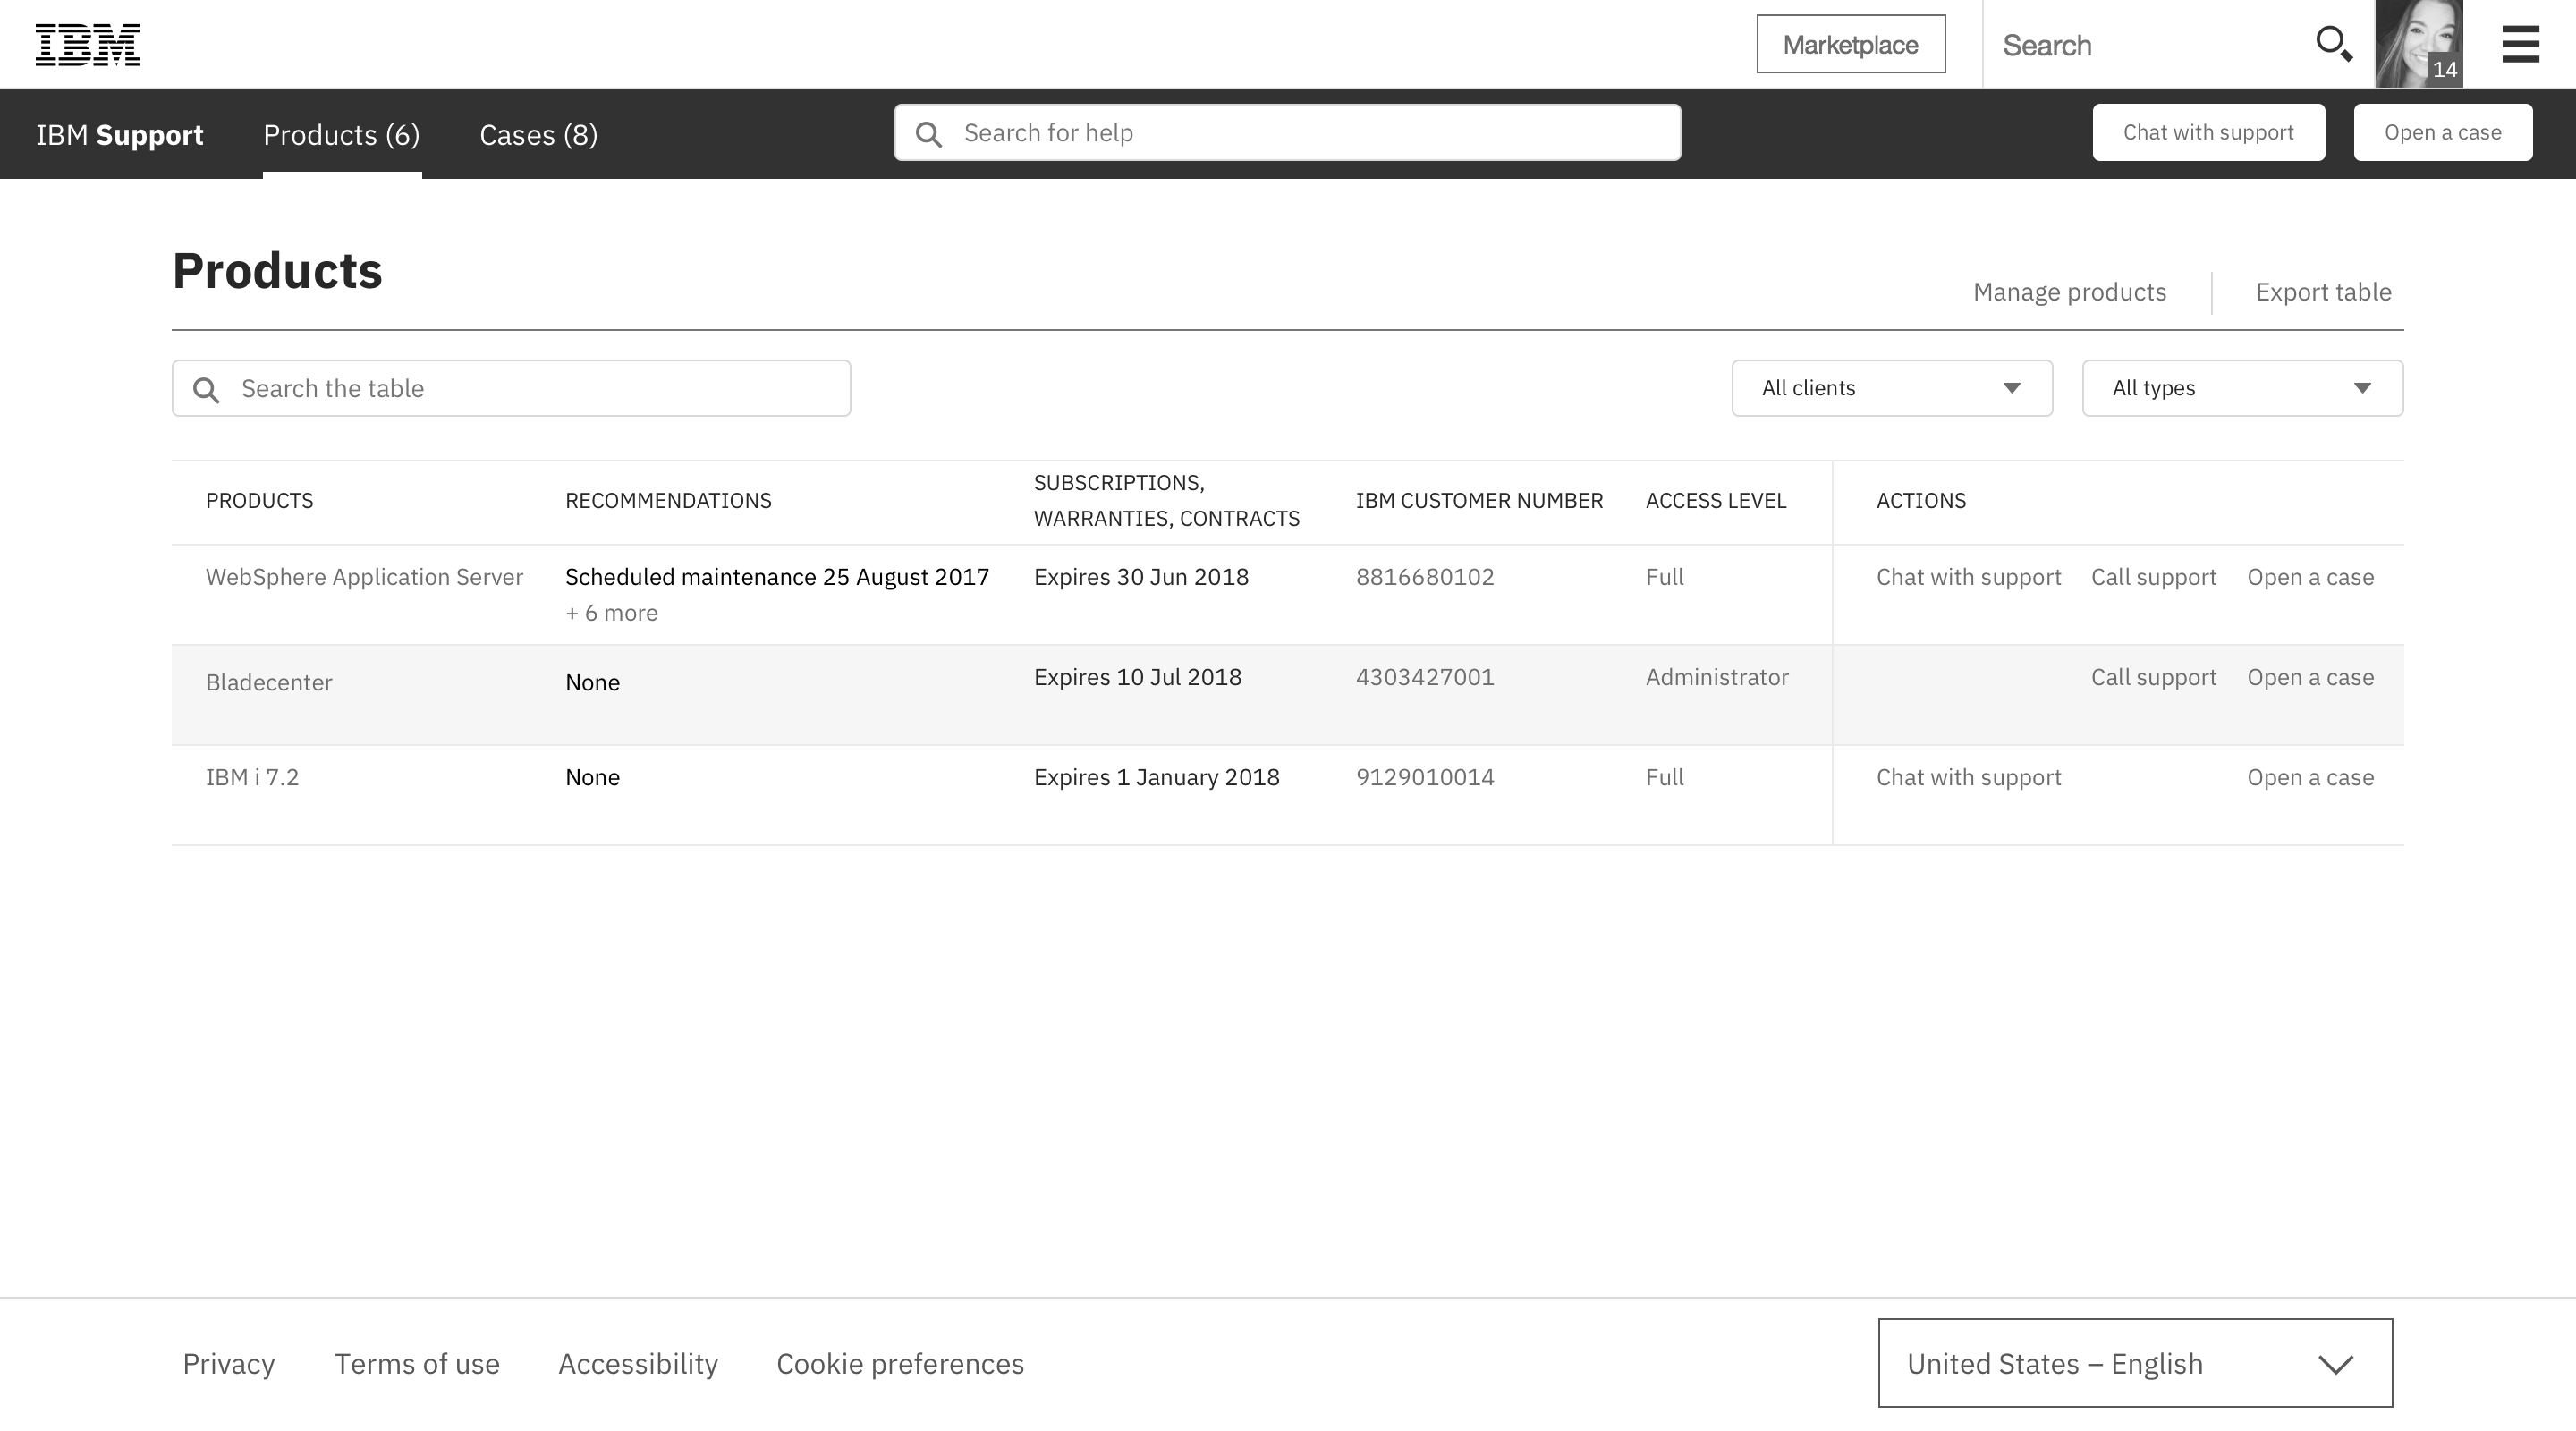 IBM
Marketplace
Search
14
IBM Support
Products (6)
Cases (8)
Search for help
Chat with support
Open a case
Products
Manage products
Export table
Search the table
All clients
All types
PRODUCTS
RECOMMENDATIONS
SUBSCRIPTIONS,
WARRANTIES, CONTRACTS
IBM CUSTOMER NUMBER
ACCESS LEVEL
ACTIONS
WebSphere Application Server
Scheduled maintenance 25 August 2017
+ 6 more
Expires 30 Jun 2018
8816680102
Full
Chat with support
Call support
Open a case
Bladecenter
None
Expires 10 Jul 2018
4303427001
Administrator
Call support
Open a case
IBM i 7.2
None
Expires 1 January 2018
9129010014
Full
Chat with support
Open a case
Privacy
Terms of use
Accessibility
Cookie preferences
United States – English